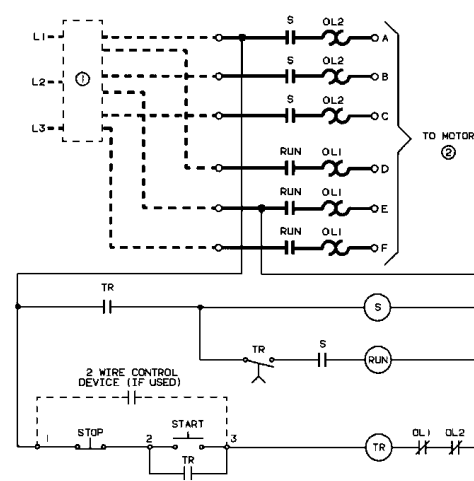 S OL2
L1 A
①
S OL2
L2 B
S OL2
L3 C
TO MOTOR
②
RUN OL1
D
RUN OL1
E
RUN OL1
F
TR
S
TR S
RUN
2 WIRE CONTROL
DEVICE (IF USED)
1 STOP 2 START 3
TR OL1 OL2
TR